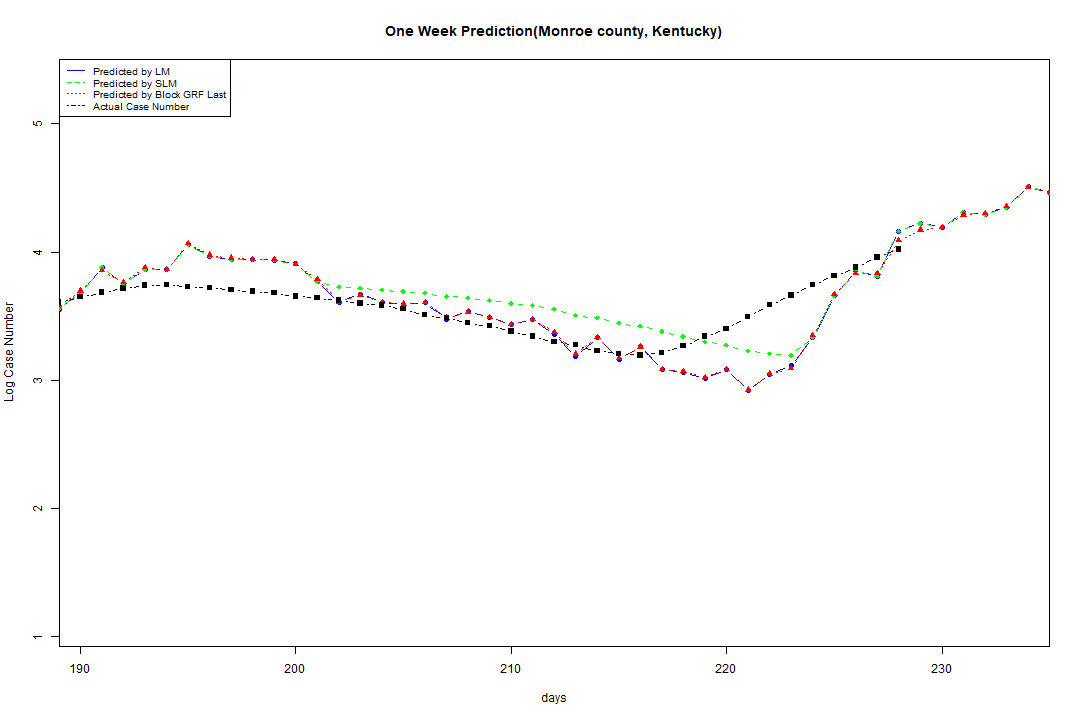 One Week Prediction(Monroe county, Kentucky)
Predicted by LM
Predicted by SLM
Predicted by Block GRF Last
Actual Case Number
5
4
3
2
1
Log Case Number
190 200 210 220 230
days